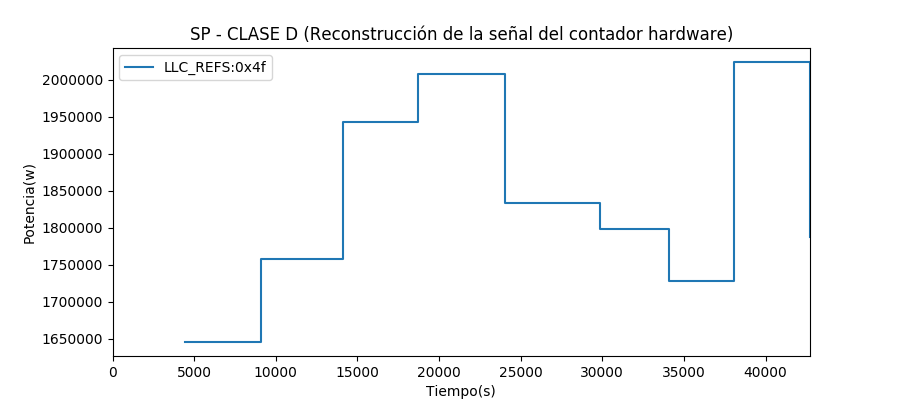 SP - CLASE D (Reconstrucción de la señal del contador hardware)
LLC_REFS:0x4f
2000000
1950000
1900000
1850000
1800000
1750000
1700000
1650000
Potencia(w)
0 5000 10000 15000 20000 25000 30000 35000 40000
Tiempo(s)